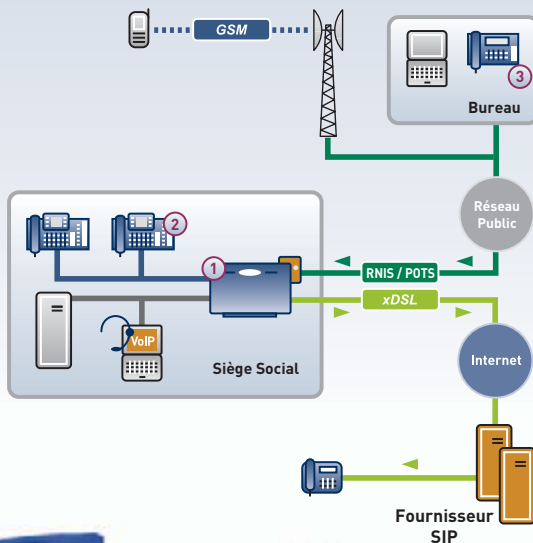 GSM
3
Bureau
Réseau
Public
2
1
RNIS / POTS
xDSL
VoIP
Siège Social
Internet
Fournisseur
SIP